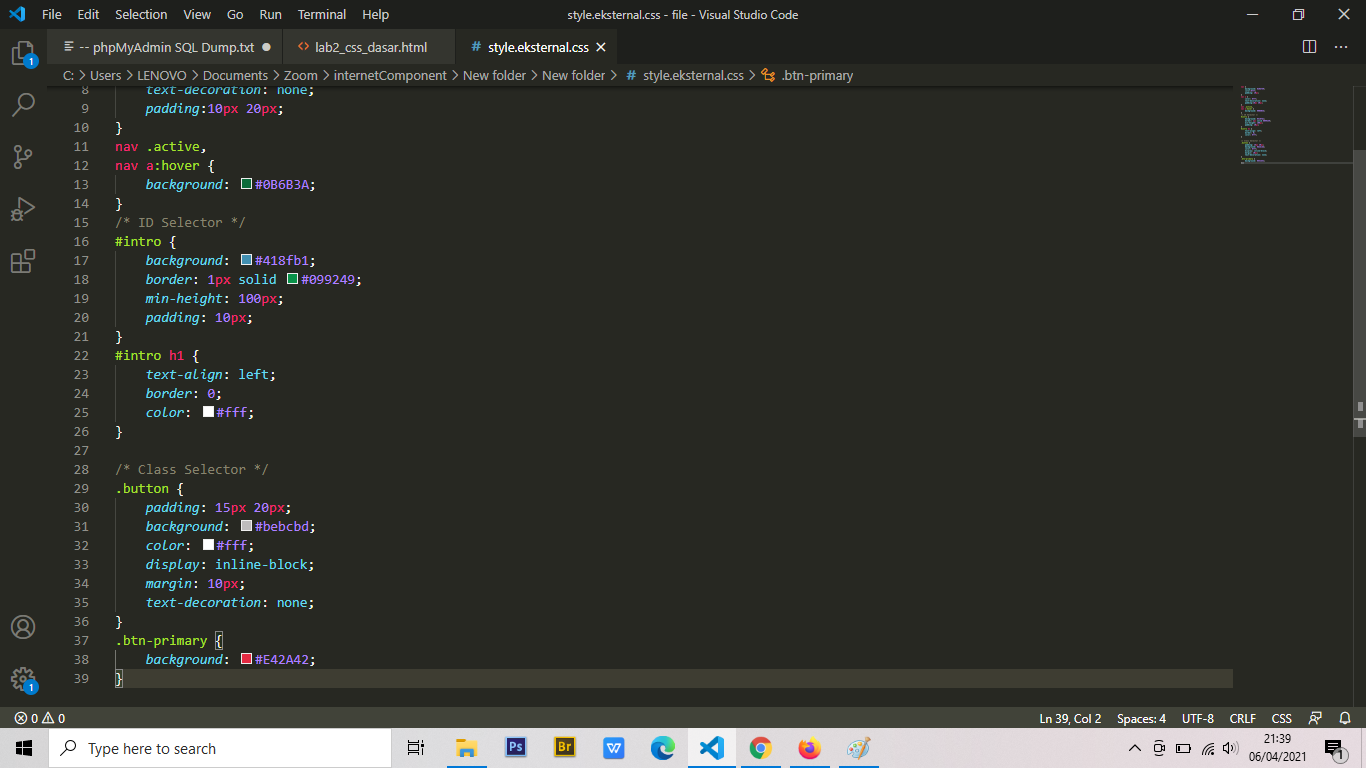 File Edit Selection View Go Run Terminal Help style.eksternal.css - file - Visual Studio Code
-- phpMyAdmin SQL Dump.txt lab2_css_dasar.html style.eksternal.css
C: > Users > LENOVO > Documents > Zoom > internetComponent > New folder > New folder > # style.eksternal.css > .btn-primary
8 text-decoration: none;
9 padding:10px 20px;
10 }
11 nav .active,
12 nav a:hover {
13 background: #0B6B3A;
14 }
15 /* ID Selector */
16 #intro {
17 background: #418fb1;
18 border: 1px solid #099249;
19 min-height: 100px;
20 padding: 10px;
21 }
22 #intro h1 {
23 text-align: left;
24 border: 0;
25 color: #fff;
26 }
27
28 /* Class Selector */
29 .button {
30 padding: 15px 20px;
31 background: #bebcbd;
32 color: #fff;
33 display: inline-block;
34 margin: 10px;
35 text-decoration: none;
36 }
37 .btn-primary {
38 background: #E42A42;
39 }
1
1
0 0 Ln 39, Col 2 Spaces: 4 UTF-8 CRLF CSS
Type here to search Ps Br W 21:39
06/04/2021 1